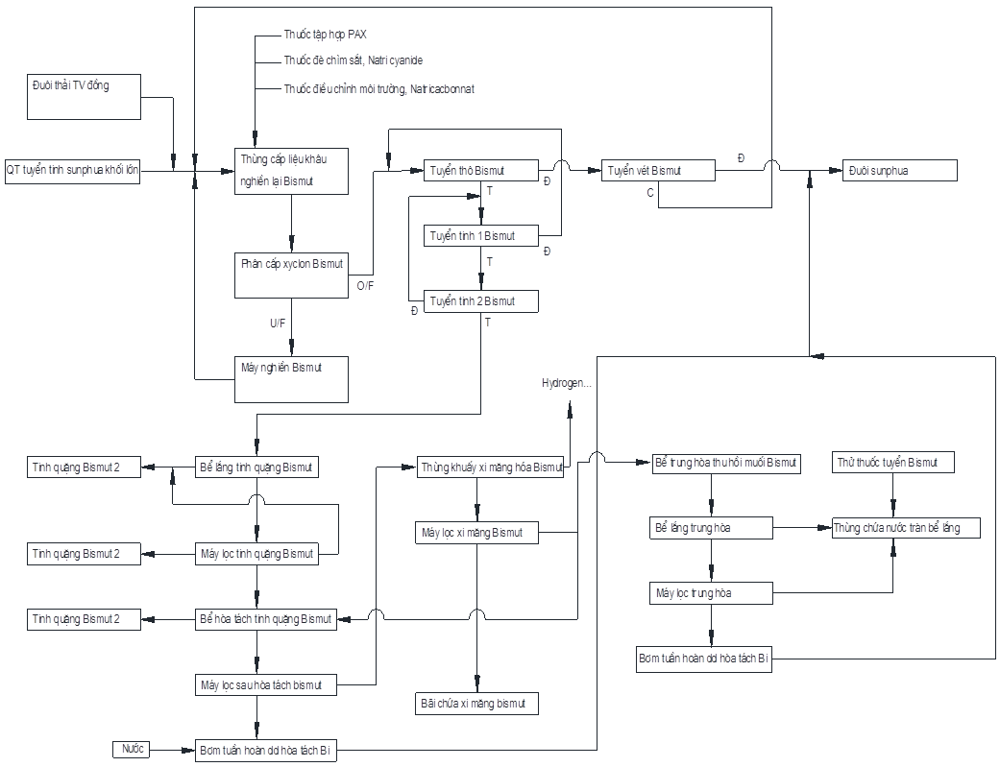 Thuốc tập hợp PAX
Thuốc đè chìm sắt, Natri cyanide
Thuốc điều chỉnh môi trường, Natricacbonnat
Đuôi thải TV đồng
QT tuyển tinh sunphua khối lớn
Thùng cấp liệu khâu
nghiền lại Bismut
Tuyển thô Bismut
Đ
Tuyển vét Bismut
Đ
Đuôi sunphua
T
C
Tuyển tinh 1 Bismut
Đ
T
Phân cấp xyclon Bismut
O/F
Tuyển tinh 2 Bismut
Đ
T
U/F
Máy nghiền Bismut
Hydrogen...
Tinh quặng Bismut 2
Bể lắng tinh quặng Bismut
Thùng khuấy xi măng hóa Bismut
Bể trung hòa thu hồi muối Bismut
Thử thuốc tuyển Bismut
Máy lọc xi măng Bismut
Bể lắng trung hòa
Thùng chứa nước tràn bể lắng
Tinh quặng Bismut 2
Máy lọc tinh quặng Bismut
Máy lọc trung hòa
Tinh quặng Bismut 2
Bể hòa tách tinh quặng Bismut
Bơm tuần hoàn dd hòa tách Bi
Máy lọc sau hòa tách bismut
Bãi chứa xi măng bismut
Nước
Bơm tuần hoàn dd hòa tách Bi